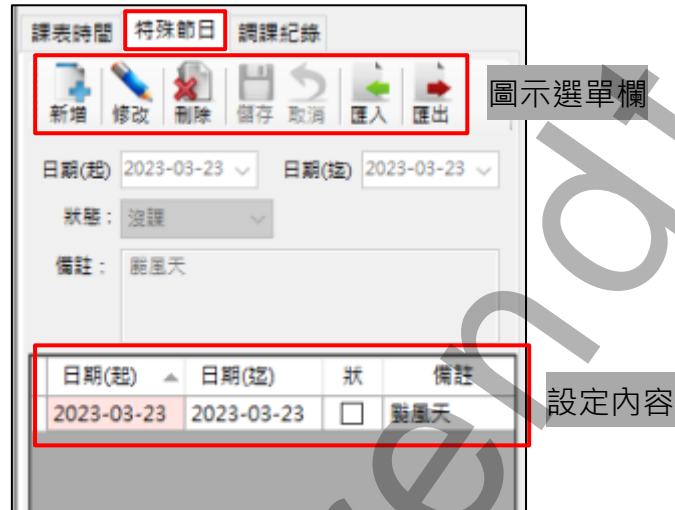 課表時間 特殊節日 調課紀錄
新增 修改 刪除 儲存 取消 匯入 匯出
圖示選單欄
日期(起) 2023-03-23 日期(迄) 2023-03-23
狀態： 沒課
備註： 颱風天
日期(起) 日期(迄) 狀 備註
2023-03-23 2023-03-23 颱風天
設定內容